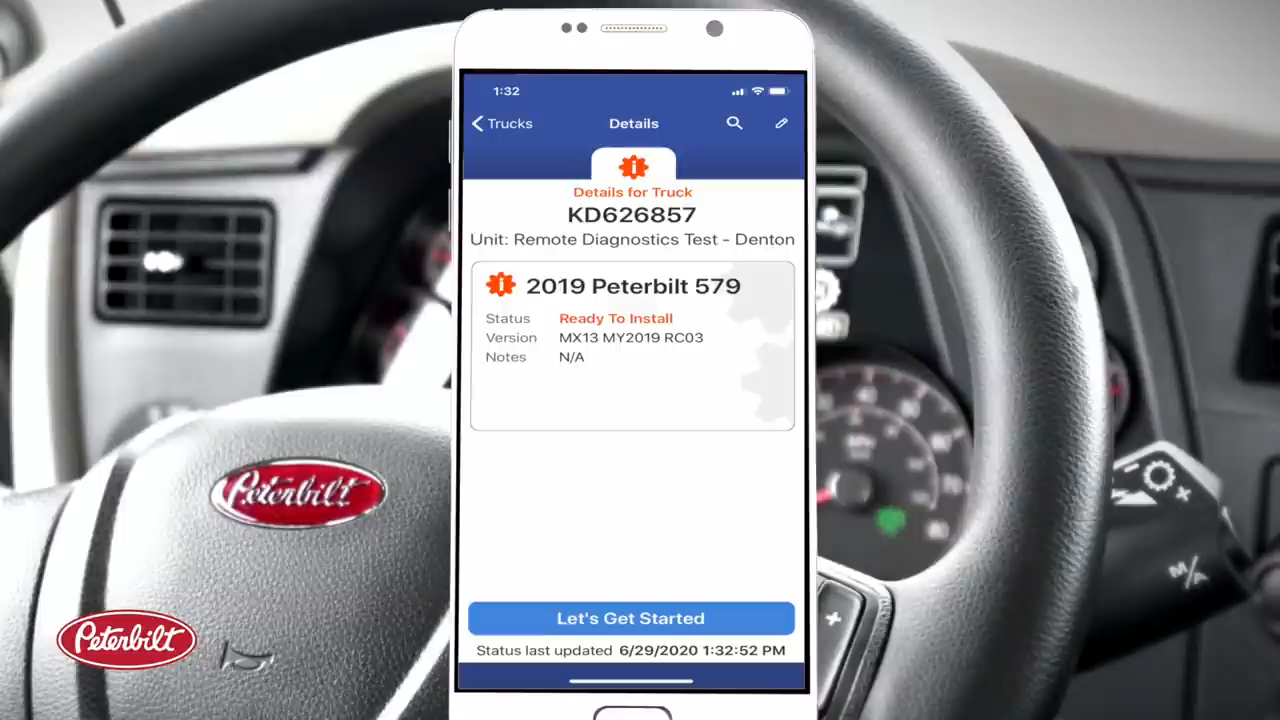 1:32
Trucks
Details
Details for Truck
KD626857
Unit: Remote Diagnostics Test - Denton
2019 Peterbilt 579
Status Ready To Install
Version MX13 MY2019 RC03
Notes N/A
Let's Get Started
Status last updated 6/29/2020 1:32:52 PM
Peterbilt
Peterbilt
M/A